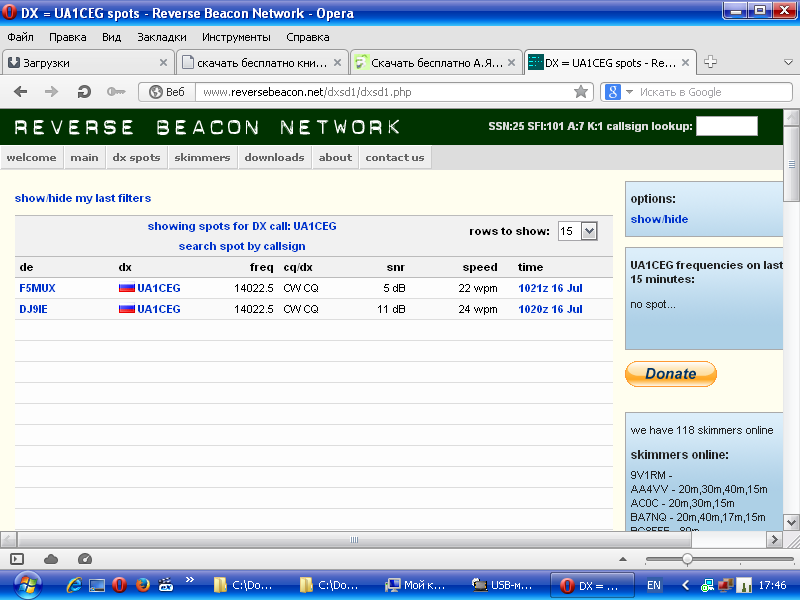 DX = UA1CEG spots - Reverse Beacon Network - Opera
Файл Правка Вид Закладки Инструменты Справка
Загрузки скачать бесплатно кни... Скачать бесплатно А.Я... DX = UA1CEG spots - Re...
Веб www.reversebeacon.net/dxsd1/dxsd1.php Искать в Google
REVERSE BEACON NETWORK SSN:25 SFI:101 A:7 K:1 callsign lookup:
welcome main dx spots skimmers downloads about contact us
show/hide my last filters
showing spots for DX call: UA1CEG
search spot by callsign
rows to show: 15
de dx freq cq/dx snr speed time
F5MUX UA1CEG 14022.5 CW CQ 5 dB 22 wpm 1021z 16 Jul
DJ9IE UA1CEG 14022.5 CW CQ 11 dB 24 wpm 1020z 16 Jul
options:
show/hide
UA1CEG frequencies on last
15 minutes:
no spot...
Donate
we have 118 skimmers online
skimmers online:
9V1RM -
AA4VV - 20m,30m,40m,15m
AC0C - 20m,30m,15m
BA7NQ - 20m,40m,17m,15m
C:\Do... C:\Do... Мой к... USB-м... DX = ... EN 17:46